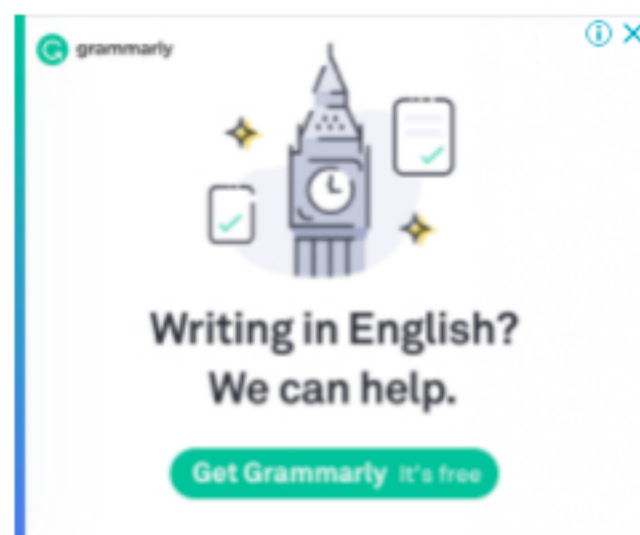 grammarly
Writing in English?
We can help.
Get Grammarly It's free